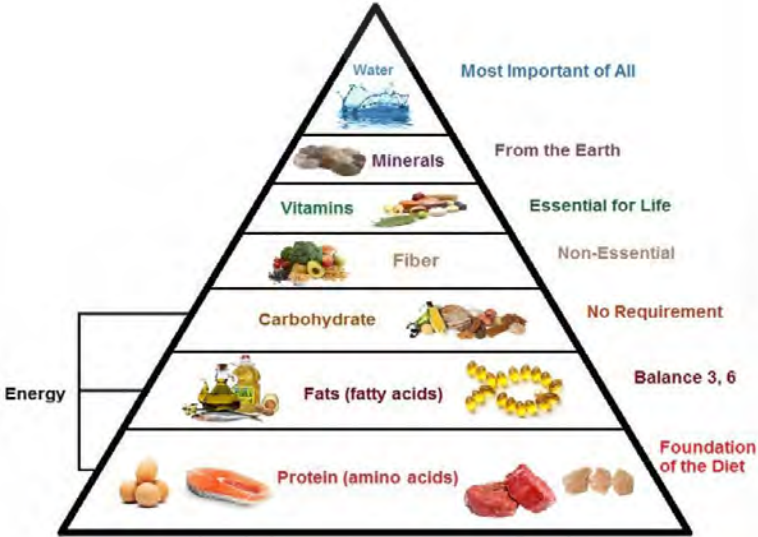 Water
Most Important of All
Minerals
From the Earth
Vitamins
Essential for Life
Fiber
Non-Essential
Carbohydrate
No Requirement
Energy
Fats (fatty acids)
Balance 3, 6
Protein (amino acids)
Foundation
of the Diet